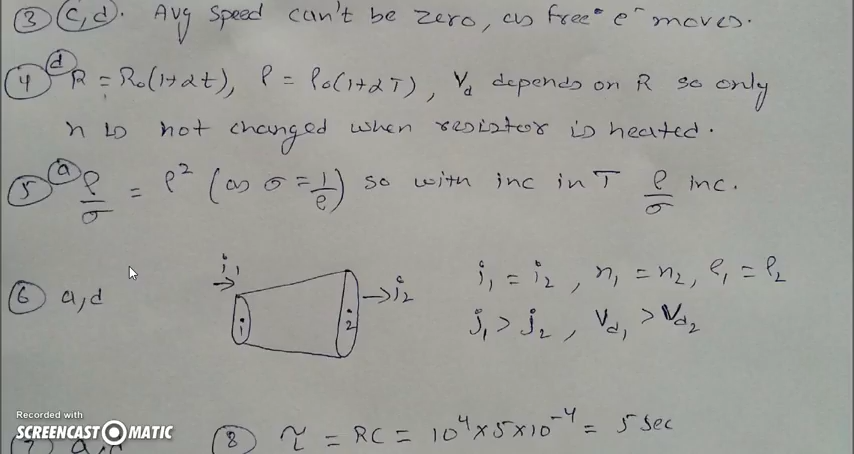 ③ (c,d). Avg speed can't be zero, as free e⁻ moves.
④ (d) R = R₀(1+αt), ρ = ρ₀(1+αT), Vd depends on R so only
n is not changed when resistor is heated.
⑤ (a) ρ/σ = ρ² (as σ = 1/ρ) so with inc in T ρ/σ inc.
⑥ a,d i₁ → 1 2 → i₂ i₁ = i₂, n₁ = n₂, ρ₁ = ρ₂
j₁ > j₂, Vd₁ > Vd₂
⑧ τ = RC = 10⁴ × 5 × 10⁻⁴ = 5 sec
Recorded with
SCREENCAST MATIC